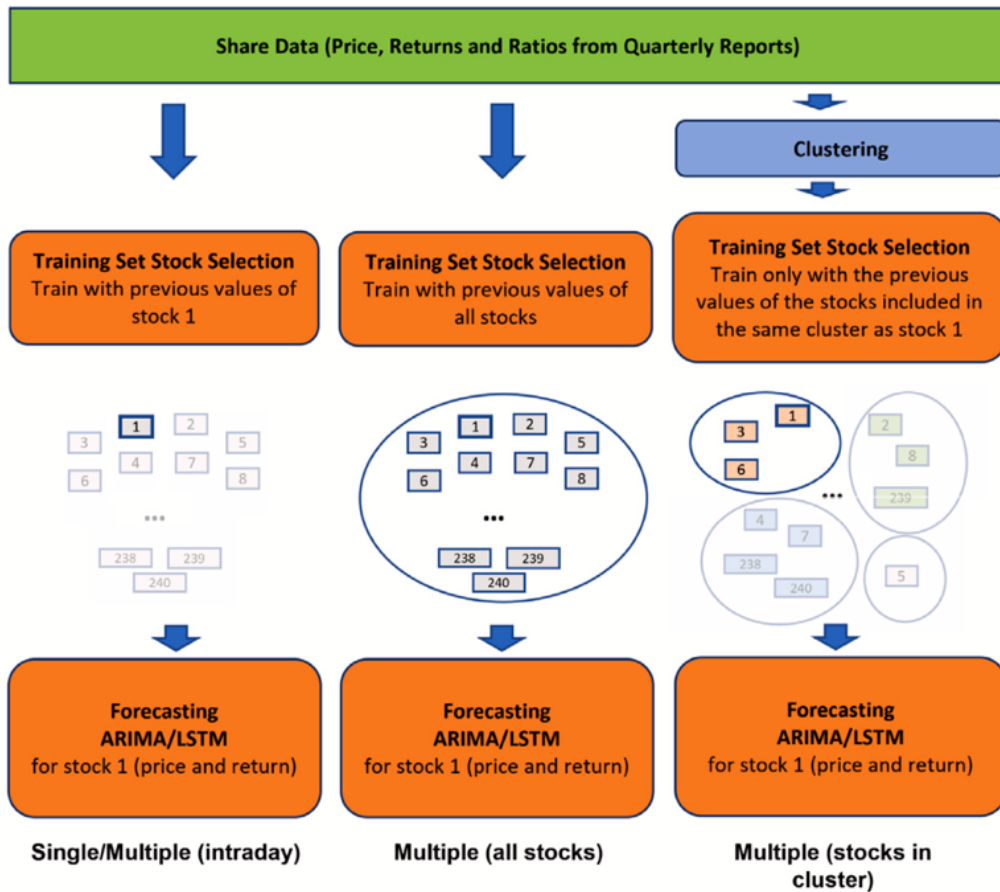 Share Data (Price, Returns and Ratios from Quarterly Reports)
Clustering
Training Set Stock Selection
Train with previous values of
stock 1
Training Set Stock Selection
Train with previous values of
all stocks
Training Set Stock Selection
Train only with the previous
values of the stocks included in
the same cluster as stock 1
1
2
3
5
4
7
6
8
...
238
239
240
1
2
3
5
4
7
6
8
...
238
239
240
1
3
6
2
8
239
...
4
7
238
240
5
Forecasting
ARIMA/LSTM
for stock 1 (price and return)
Forecasting
ARIMA/LSTM
for stock 1 (price and return)
Forecasting
ARIMA/LSTM
for stock 1 (price and return)
Single/Multiple (intraday)
Multiple (all stocks)
Multiple (stocks in
cluster)